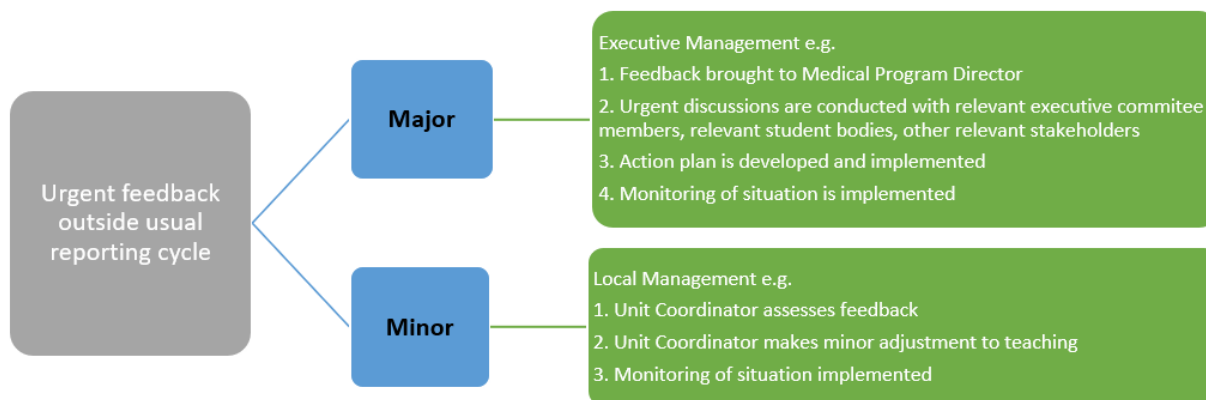 Urgent feedback
outside usual
reporting cycle
Major
Executive Management e.g.
1. Feedback brought to Medical Program Director
2. Urgent discussions are conducted with relevant executive commitee
members, relevant student bodies, other relevant stakeholders
3. Action plan is developed and implemented
4. Monitoring of situation is implemented
Minor
Local Management e.g.
1. Unit Coordinator assesses feedback
2. Unit Coordinator makes minor adjustment to teaching
3. Monitoring of situation implemented